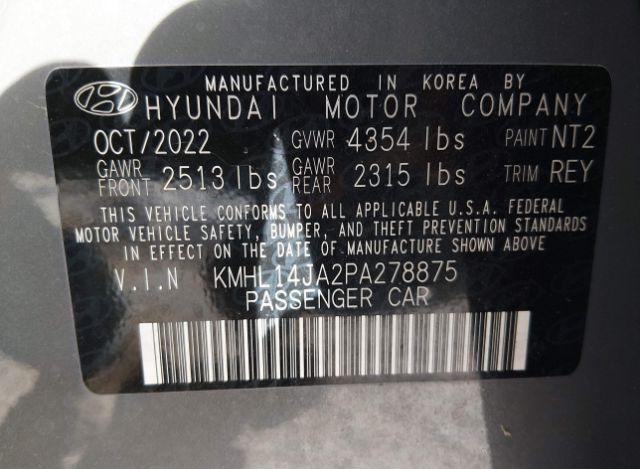 MANUFACTURED IN KOREA BY
HYUNDAI MOTOR COMPANY
OCT/2022 GVWR 4354 lbs PAINT NT2
GAWR FRONT 2513 lbs GAWR REAR 2315 lbs TRIM REY
THIS VEHICLE CONFORMS TO ALL APPLICABLE U.S.A. FEDERAL
MOTOR VEHICLE SAFETY, BUMPER, AND THEFT PREVENTION STANDARDS
IN EFFECT ON THE DATE OF MANUFACTURE SHOWN ABOVE
V.I.N KMHL14JA2PA278875
PASSENGER CAR